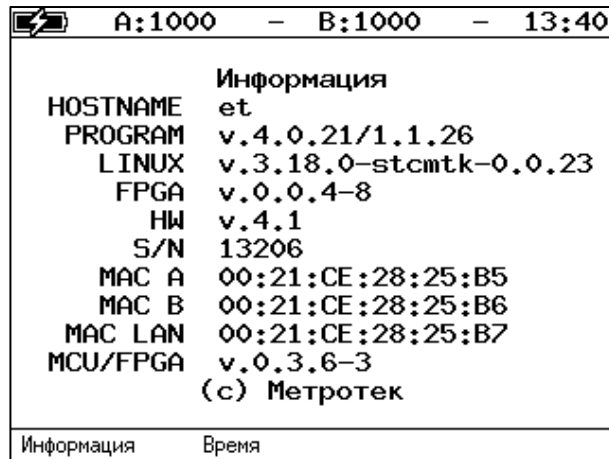 A:1000 – B:1000 – 13:40
Информация
HOSTNAME et
PROGRAM v.4.0.21/1.1.26
LINUX v.3.18.0-stcmtk-0.0.23
FPGA v.0.0.4-8
HW v.4.1
S/N 13206
MAC A 00:21:CE:28:25:B5
MAC B 00:21:CE:28:25:B6
MAC LAN 00:21:CE:28:25:B7
MCU/FPGA v.0.3.6-3
(c) Метротек
Информация Время